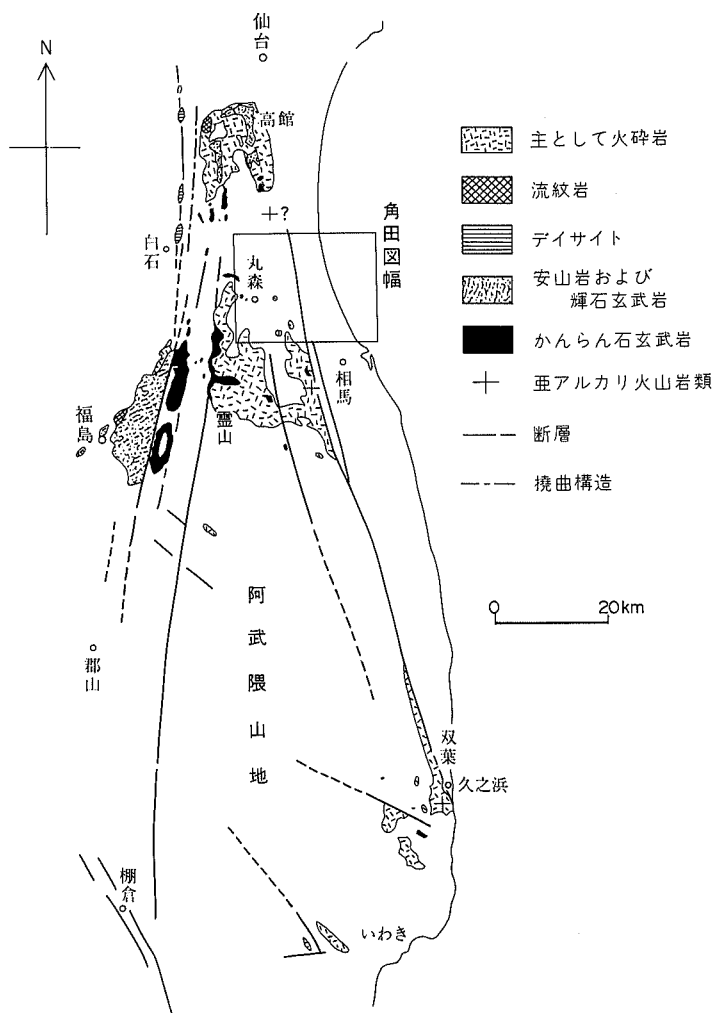 仙台
N
高館
+?
角田図幅
白石
丸森
相馬
福島
霊山
郡山
阿武隈山地
双葉
久之浜
棚倉
いわき
主として火砕岩
流紋岩
デイサイト
安山岩および
輝石玄武岩
かんらん石玄武岩
亜アルカリ火山岩類
断層
撓曲構造
0 20km